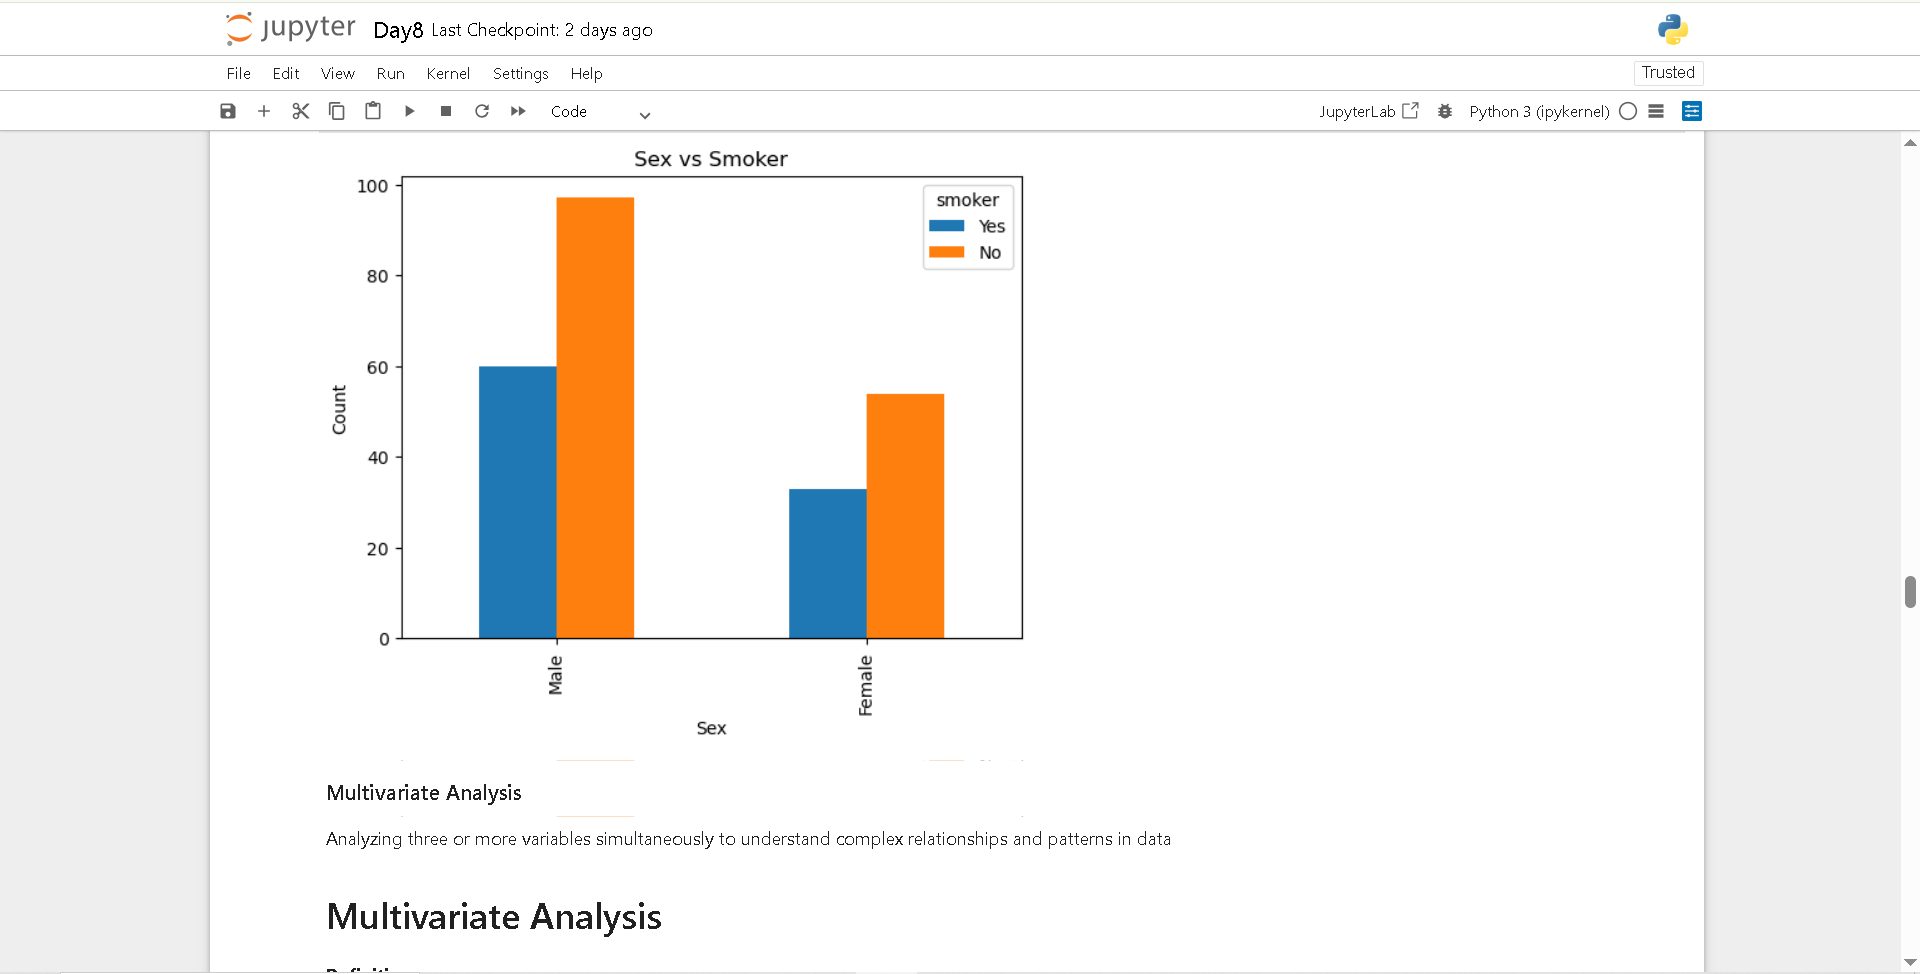 jupyter Day8 Last Checkpoint: 2 days ago
File Edit View Run Kernel Settings Help
Trusted
Code
JupyterLab
Python 3 (ipykernel)
Sex vs Smoker
100
80
60
40
20
0
Count
smoker
Yes
No
Male
Female
Sex
Multivariate Analysis
Analyzing three or more variables simultaneously to understand complex relationships and patterns in data
Multivariate Analysis